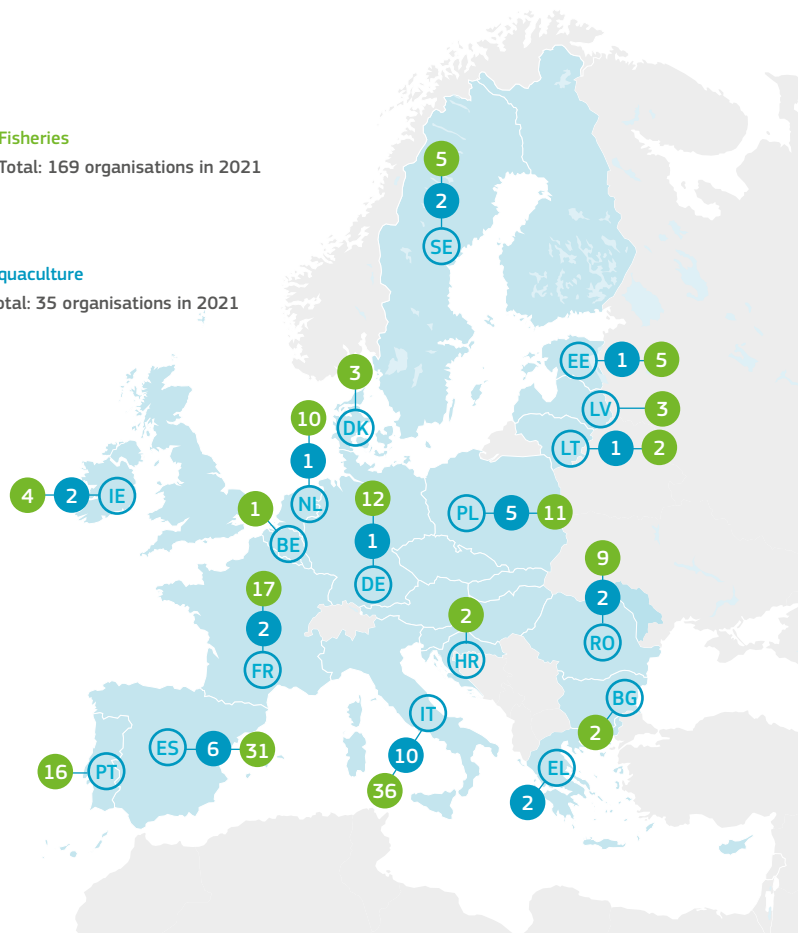 Fisheries
Total: 169 organisations in 2021
quaculture
otal: 35 organisations in 2021
5
2
SE
3
DK
EE 1 5
LV 3
LT 1 2
10
1
NL
4 2 IE
1
BE
12
1
DE
PL 5 11
9
2
RO
17
2
FR
2
HR
BG
2
IT
10
36
ES 6 31
16 PT
EL
2